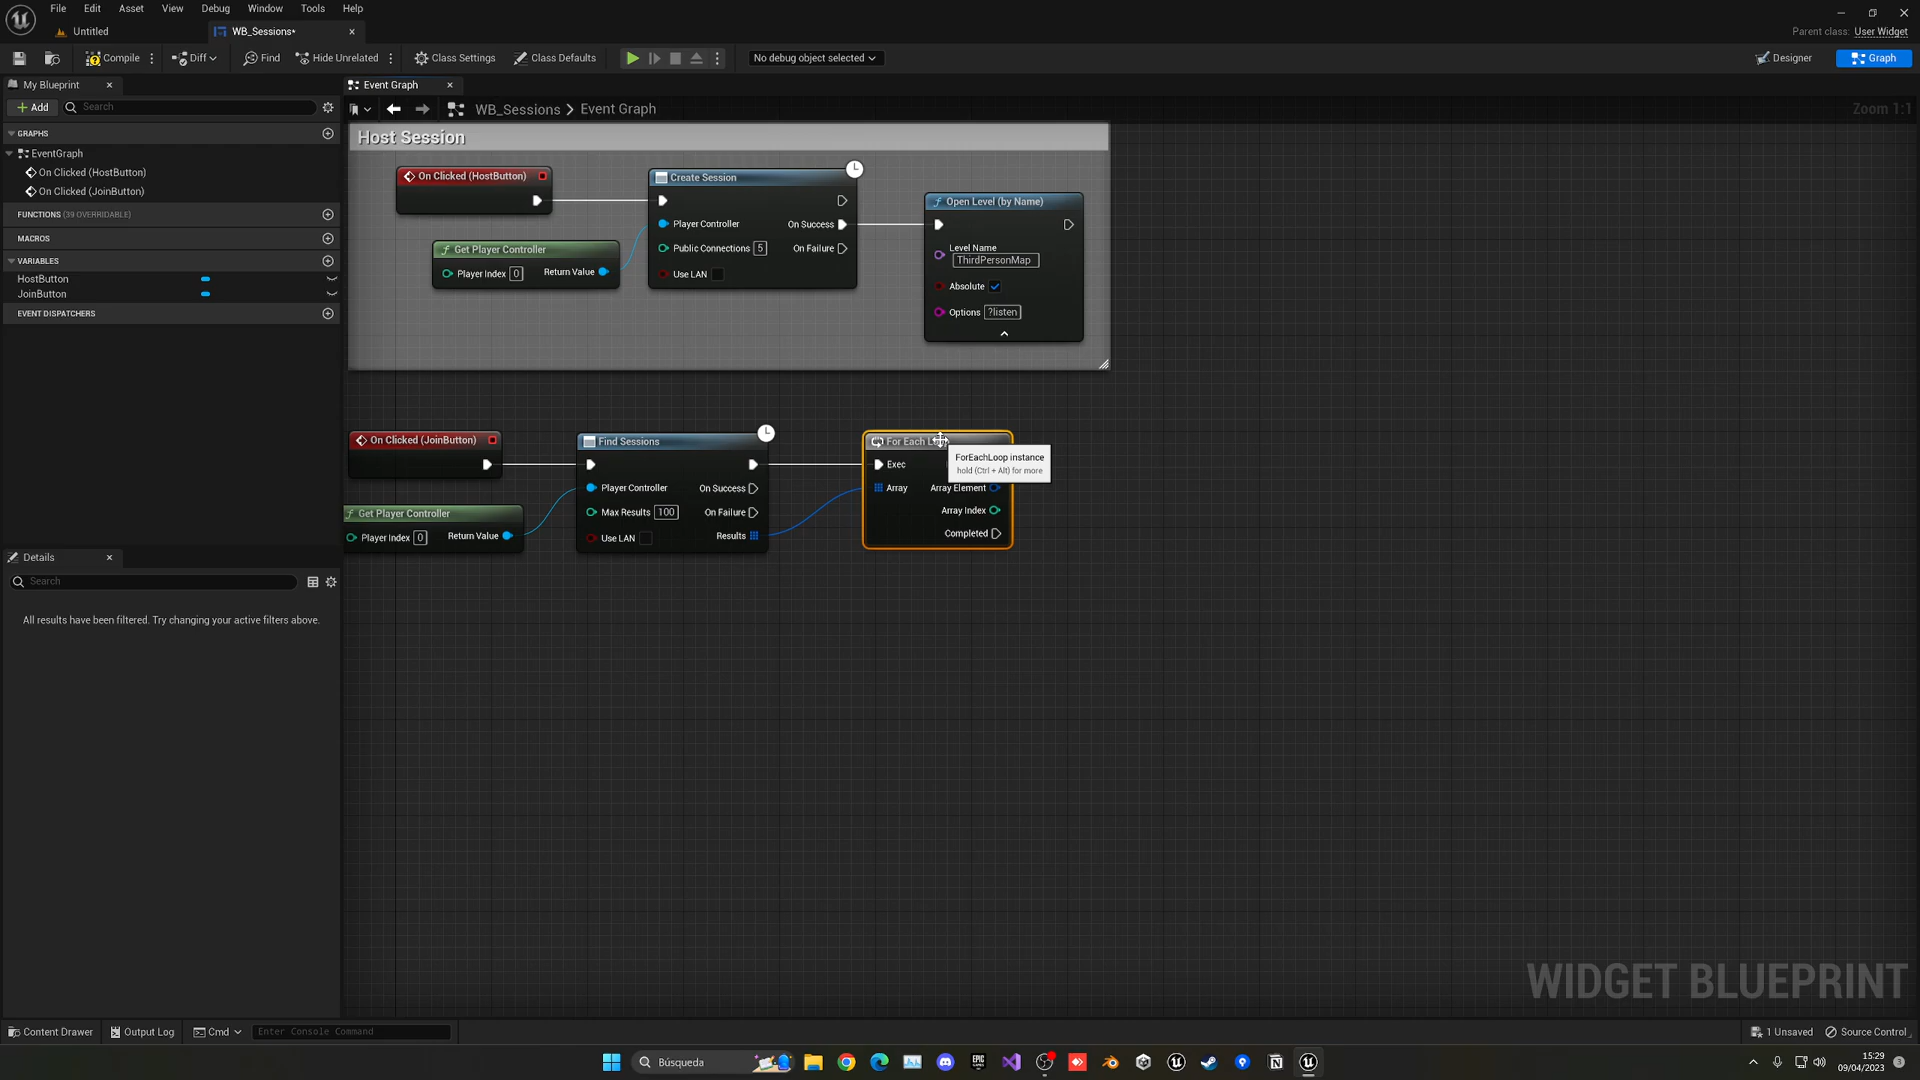 File Edit Asset View Debug Window Tools Help
Untitled
WB_Sessions*
Parent class: User Widget
Compile
Diff
Find
Hide Unrelated
Class Settings
Class Defaults
No debug object selected
Designer
Graph
My Blueprint
Add
Search
GRAPHS
EventGraph
On Clicked (HostButton)
On Clicked (JoinButton)
FUNCTIONS (39 OVERRIDABLE)
MACROS
VARIABLES
HostButton
JoinButton
EVENT DISPATCHERS
Details
Search
All results have been filtered. Try changing your active filters above.
Event Graph
WB_Sessions > Event Graph
Zoom 1:1
Host Session
On Clicked (HostButton)
Get Player Controller
Player Index 0
Return Value
Create Session
Player Controller
On Success
Public Connections 5
On Failure
Use LAN
Open Level (by Name)
Level Name
ThirdPersonMap
Absolute
Options ?listen
On Clicked (JoinButton)
Get Player Controller
Player Index 0
Return Value
Find Sessions
Player Controller
On Success
Max Results 100
On Failure
Use LAN
Results
For Each Lo
Exec
Array
Array Element
Array Index
Completed
ForEachLoop instance
hold (Ctrl + Alt) for more
WIDGET BLUEPRINT
Content Drawer
Output Log
Cmd
Enter Console Command
1 Unsaved
Source Control
Búsqueda
EPIC
GAMES
15:29
09/04/2023
3